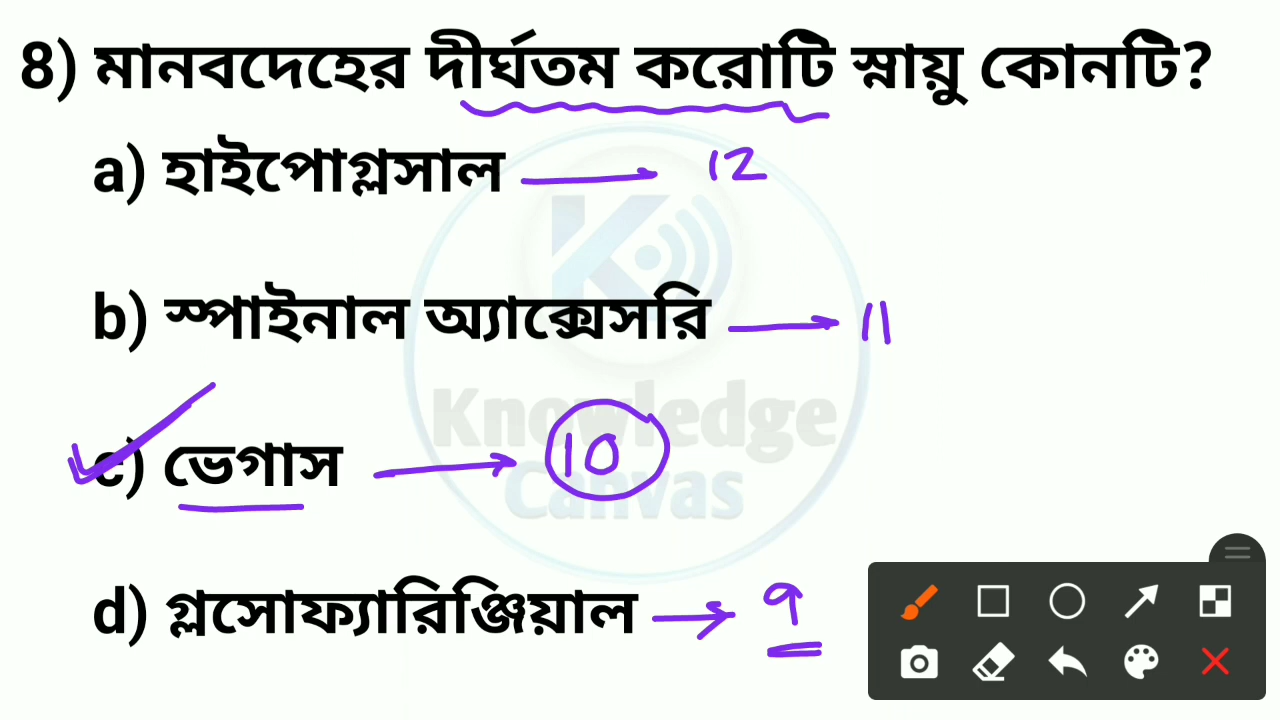 8) মানবদেহের দীর্ঘতম করোটি স্নায়ু কোনটি?
a) হাইপোগ্লসাল → 12
b) স্পাইনাল অ্যাক্সেসরি → 11
c) ভেগাস → 10
d) গ্লসোফ্যারিঞ্জিয়াল → 9
Knowledge
Canvas